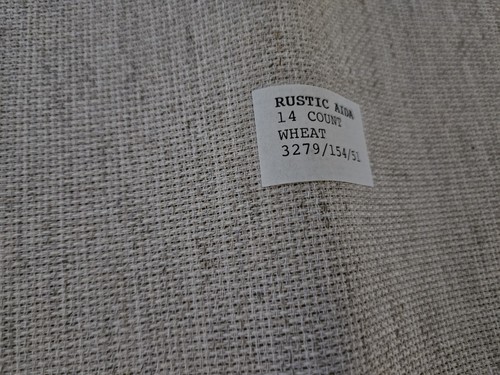 RUSTIC AIDA
14 COUNT
WHEAT
3279/154/51